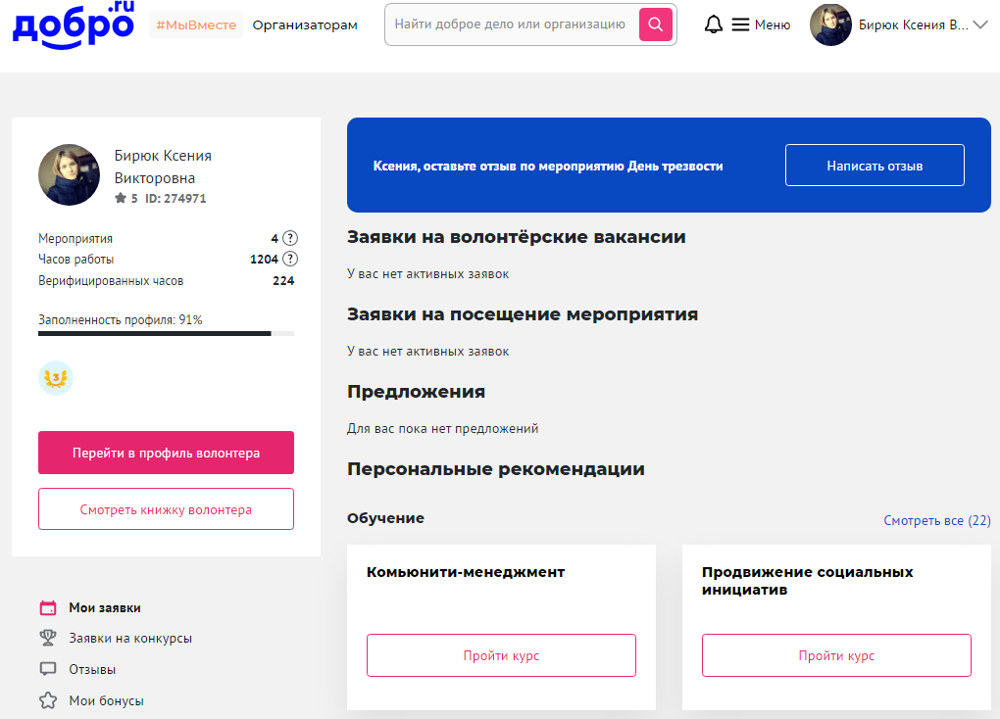 добро.ru
#МыВместе
Организаторам
Найти доброе дело или организацию
Меню
Бирюк Ксения В...
Бирюк Ксения
Викторовна
5 ID: 274971
Мероприятия 4 ?
Часов работы 1204 ?
Верифицированных часов 224
Заполненность профиля: 91%
3
Перейти в профиль волонтера
Смотреть книжку волонтера
Мои заявки
Заявки на конкурсы
Отзывы
Мои бонусы
Ксения, оставьте отзыв по мероприятию День трезвости
Написать отзыв
Заявки на волонтёрские вакансии
У вас нет активных заявок
Заявки на посещение мероприятия
У вас нет активных заявок
Предложения
Для вас пока нет предложений
Персональные рекомендации
Обучение
Смотреть все (22)
Комьюнити-менеджмент
Пройти курс
Продвижение социальных
инициатив
Пройти курс